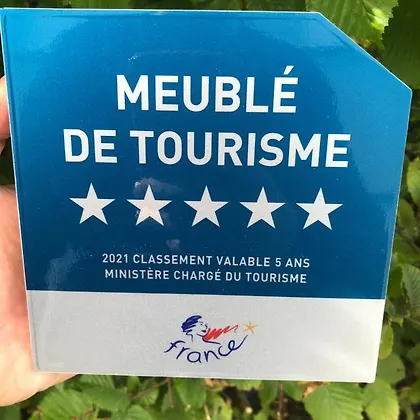 MEUBLÉ
DE TOURISME
2021 CLASSEMENT VALABLE 5 ANS
MINISTÈRE CHARGÉ DU TOURISME
france